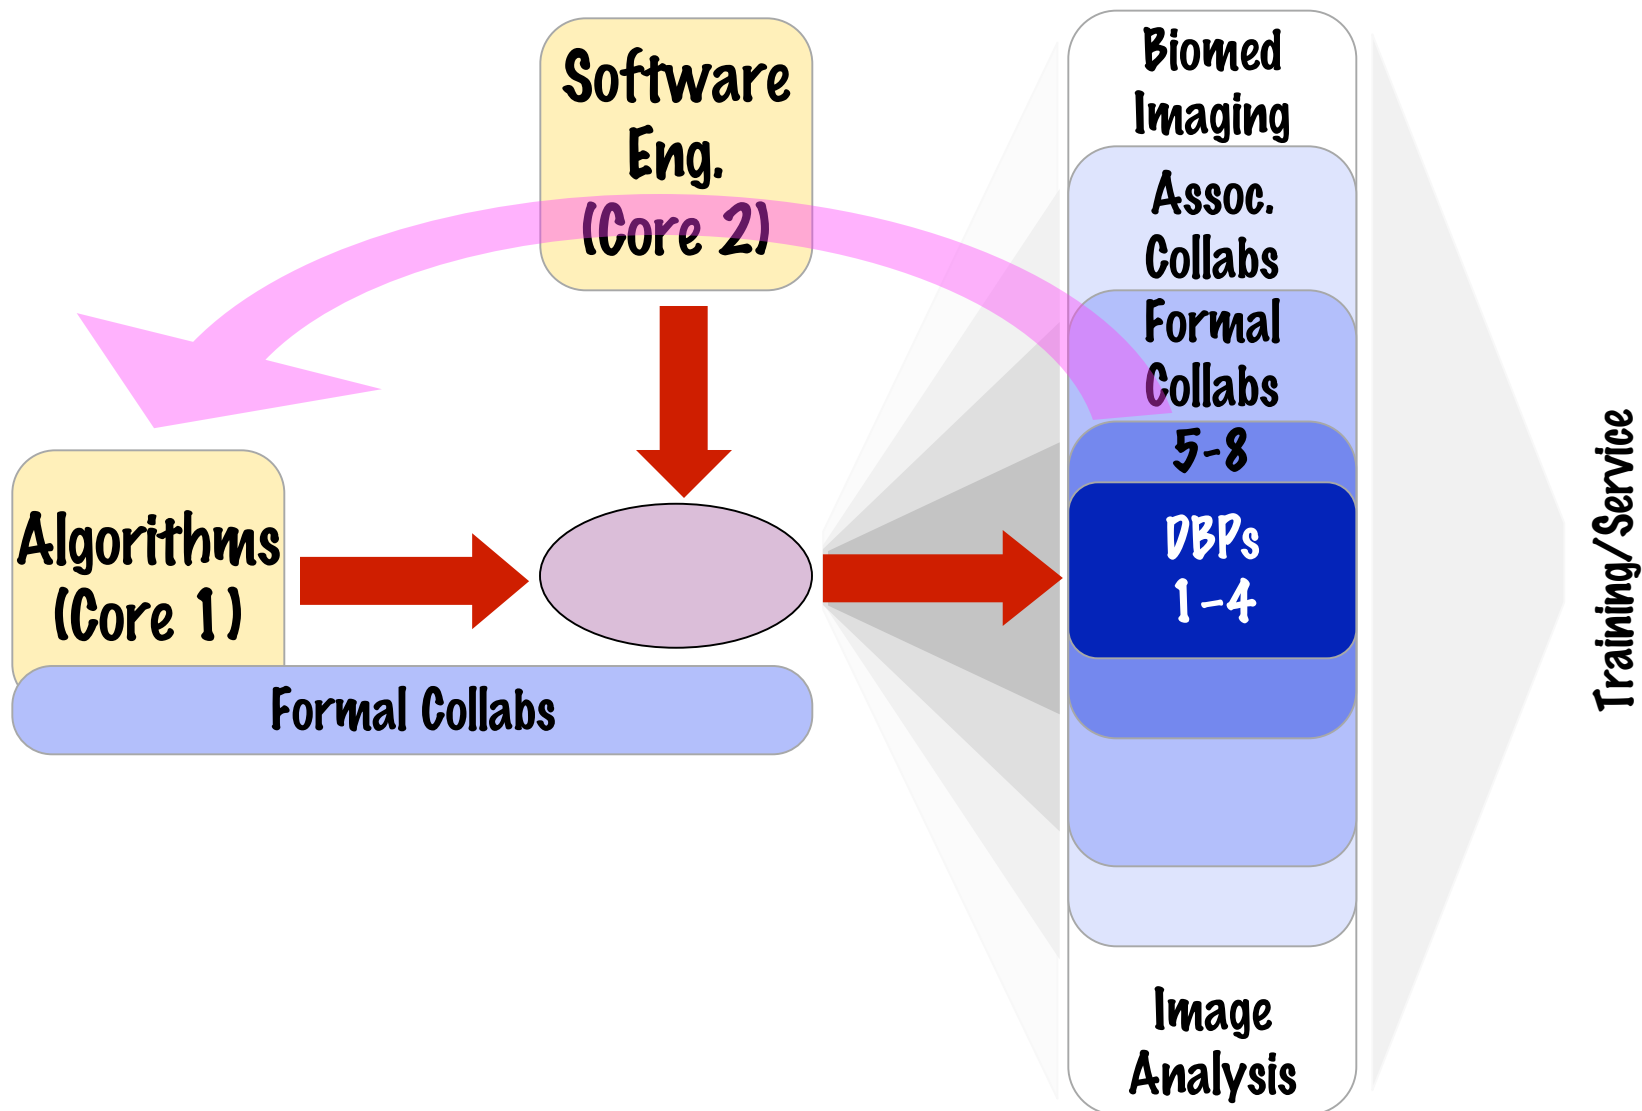 Software
Eng.
(Core 2)
Algorithms
(Core 1)
Formal Collabs
Biomed
Imaging
Assoc.
Collabs
Formal
Collabs
5-8
DBPs
1-4
Image
Analysis
Training/Service